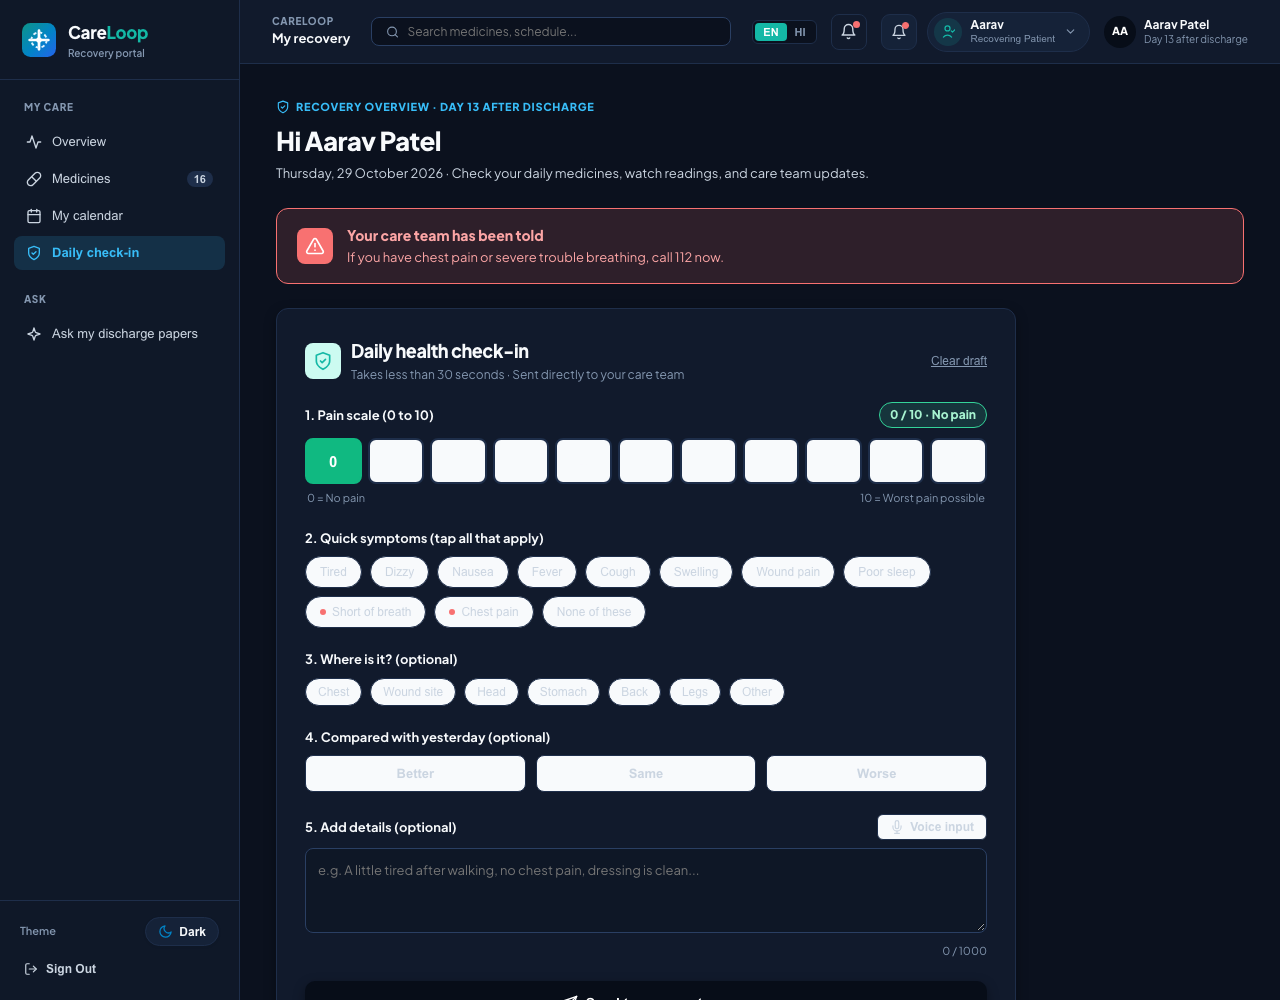 CareLoop
Recovery portal
MY CARE
Overview
Medicines
16
My calendar
Daily check-in
ASK
Ask my discharge papers
Theme
Dark
Sign Out
CARELOOP
My recovery
Search medicines, schedule...
EN
HI
Aarav
Recovering Patient
AA
Aarav Patel
Day 13 after discharge
RECOVERY OVERVIEW · DAY 13 AFTER DISCHARGE
Hi Aarav Patel
Thursday, 29 October 2026 · Check your daily medicines, watch readings, and care team updates.
Your care team has been told
If you have chest pain or severe trouble breathing, call 112 now.
Daily health check-in
Takes less than 30 seconds · Sent directly to your care team
Clear draft
1. Pain scale (0 to 10)
0 / 10 · No pain
0
0 = No pain
10 = Worst pain possible
2. Quick symptoms (tap all that apply)
Tired
Dizzy
Nausea
Fever
Cough
Swelling
Wound pain
Poor sleep
Short of breath
Chest pain
None of these
3. Where is it? (optional)
Chest
Wound site
Head
Stomach
Back
Legs
Other
4. Compared with yesterday (optional)
Better
Same
Worse
5. Add details (optional)
Voice input
e.g. A little tired after walking, no chest pain, dressing is clean...
0 / 1000